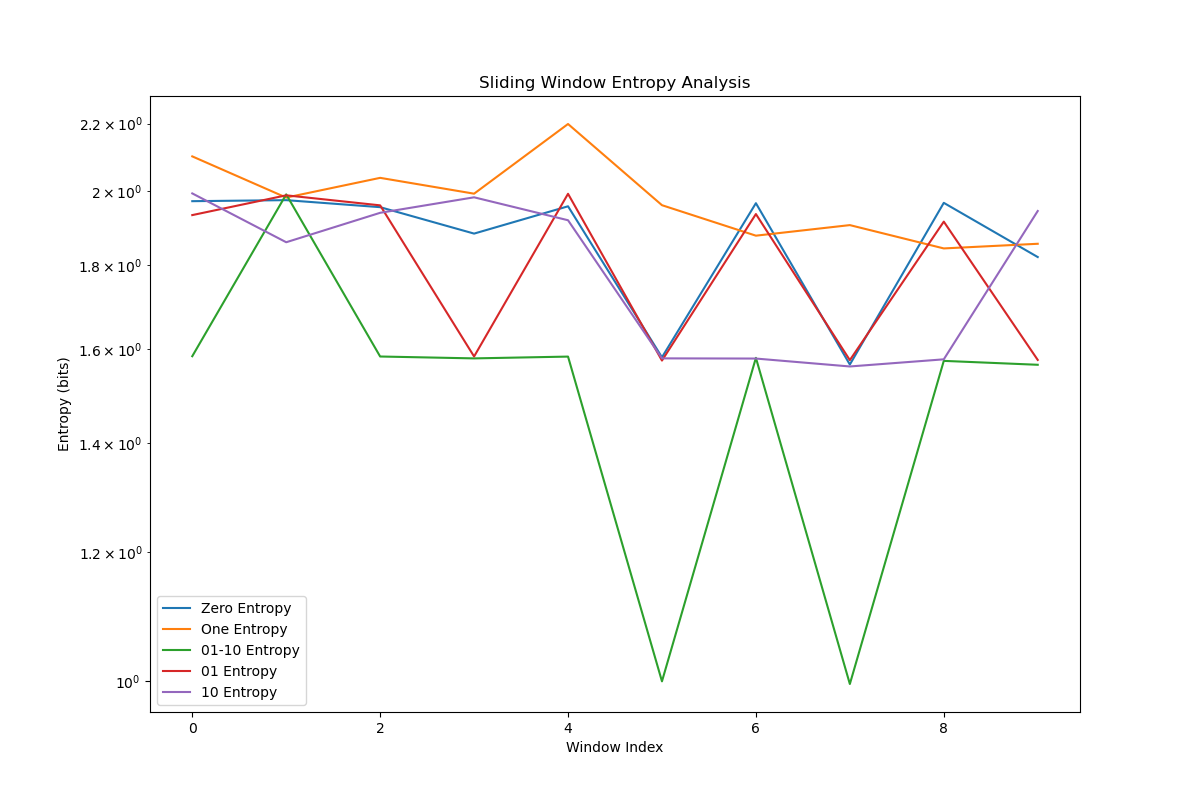 Sliding Window Entropy Analysis
2.2 × 10⁰
2 × 10⁰
1.8 × 10⁰
1.6 × 10⁰
1.4 × 10⁰
1.2 × 10⁰
10⁰
Entropy (bits)
Zero Entropy
One Entropy
01-10 Entropy
01 Entropy
10 Entropy
0 2 4 6 8
Window Index